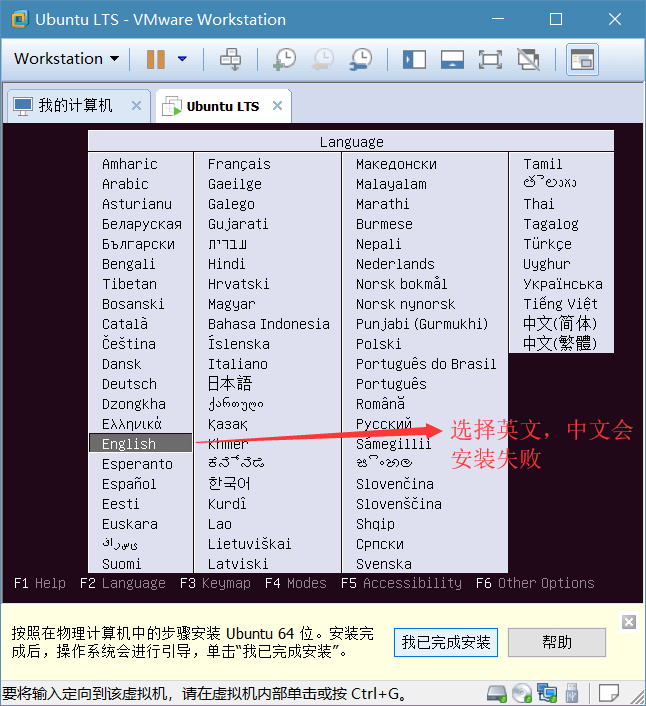 Ubuntu LTS - VMware Workstation
Workstation
我的计算机
Ubuntu LTS
Language
Amharic
Arabic
Asturianu
Беларуская
Български
Bengali
Tibetan
Bosanski
Català
Čeština
Dansk
Deutsch
Dzongkha
Ελληνικά
English
Esperanto
Español
Eesti
Euskara
Suomi
Français
Gaeilge
Galego
Gujarati
עברית
Hindi
Hrvatski
Magyar
Bahasa Indonesia
Íslenska
Italiano
日本語
ქართული
Қазақ
Khmer
한국어
Kurdî
Lao
Lietuviškai
Latviski
Македонски
Malayalam
Marathi
Burmese
Nepali
Nederlands
Norsk bokmål
Norsk nynorsk
Punjabi (Gurmukhi)
Polski
Português do Brasil
Português
Română
Русский
Sámegillii
Slovenčina
Slovenščina
Shqip
Српски
Svenska
Tamil
Thai
Tagalog
Türkçe
Uyghur
Українська
Tiếng Việt
中文(简体)
中文(繁體)
选择英文，中文会
安装失败
F1 Help F2 Language F3 Keymap F4 Modes F5 Accessibility F6 Other Options
按照在物理计算机中的步骤安装 Ubuntu 64 位。安装完
成后，操作系统会进行引导，单击“我已完成安装”。
我已完成安装
帮助
要将输入定向到该虚拟机，请在虚拟机内部单击或按 Ctrl+G。